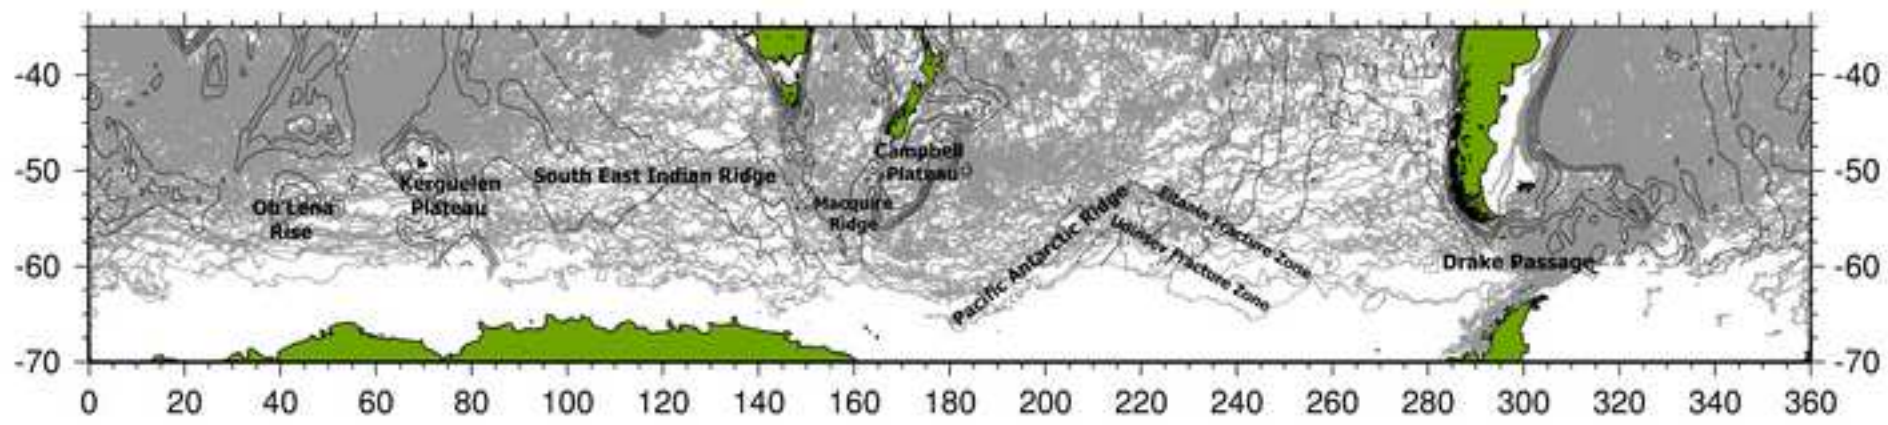 -40 -40
Campbell
-50 Plateau -50
South East Indian Ridge
Kerguelen
Plateau
Ob Lena
Rise
Macquire
Ridge
Pacific Antarctic Ridge
Eltanin Fracture Zone
Udintsev Fracture Zone
Drake Passage
-60 -60
-70 -70
0 20 40 60 80 100 120 140 160 180 200 220 240 260 280 300 320 340 360